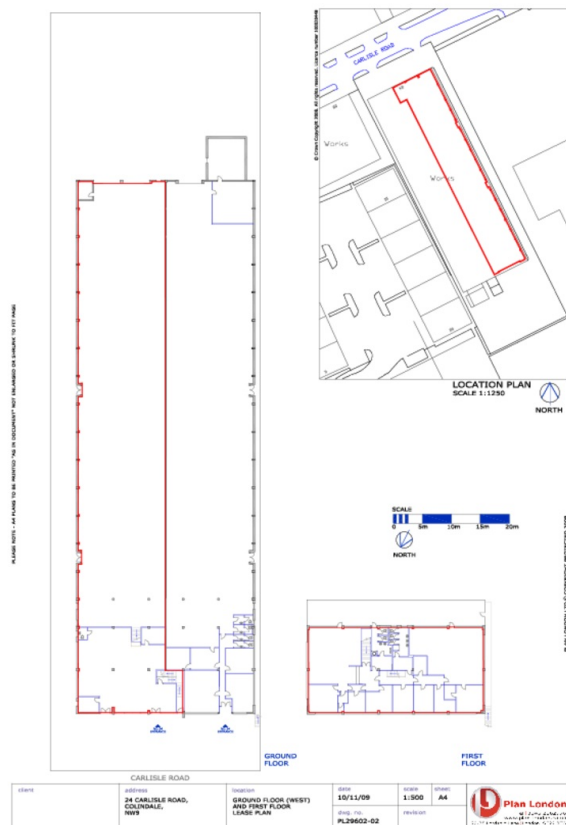 CARLISLE ROAD
Works
Works
LOCATION PLAN
SCALE 1:1250
NORTH
PLEASE NOTE - A4 PLANS TO BE PRINTED "AS IN DOCUMENT" NOT ENLARGED OR SHRUNK TO FIT PAGE
SCALE
0 5m 10m 15m 20m
NORTH
GROUND
FLOOR
FIRST
FLOOR
CARLISLE ROAD
client
address
24 CARLISLE ROAD,
COLINDALE,
NW9
location
GROUND FLOOR (WEST)
AND FIRST FLOOR
LEASE PLAN
date
10/11/09
scale
1:500
sheet
A4
dwg. no.
PL29602-02
revision
Plan London